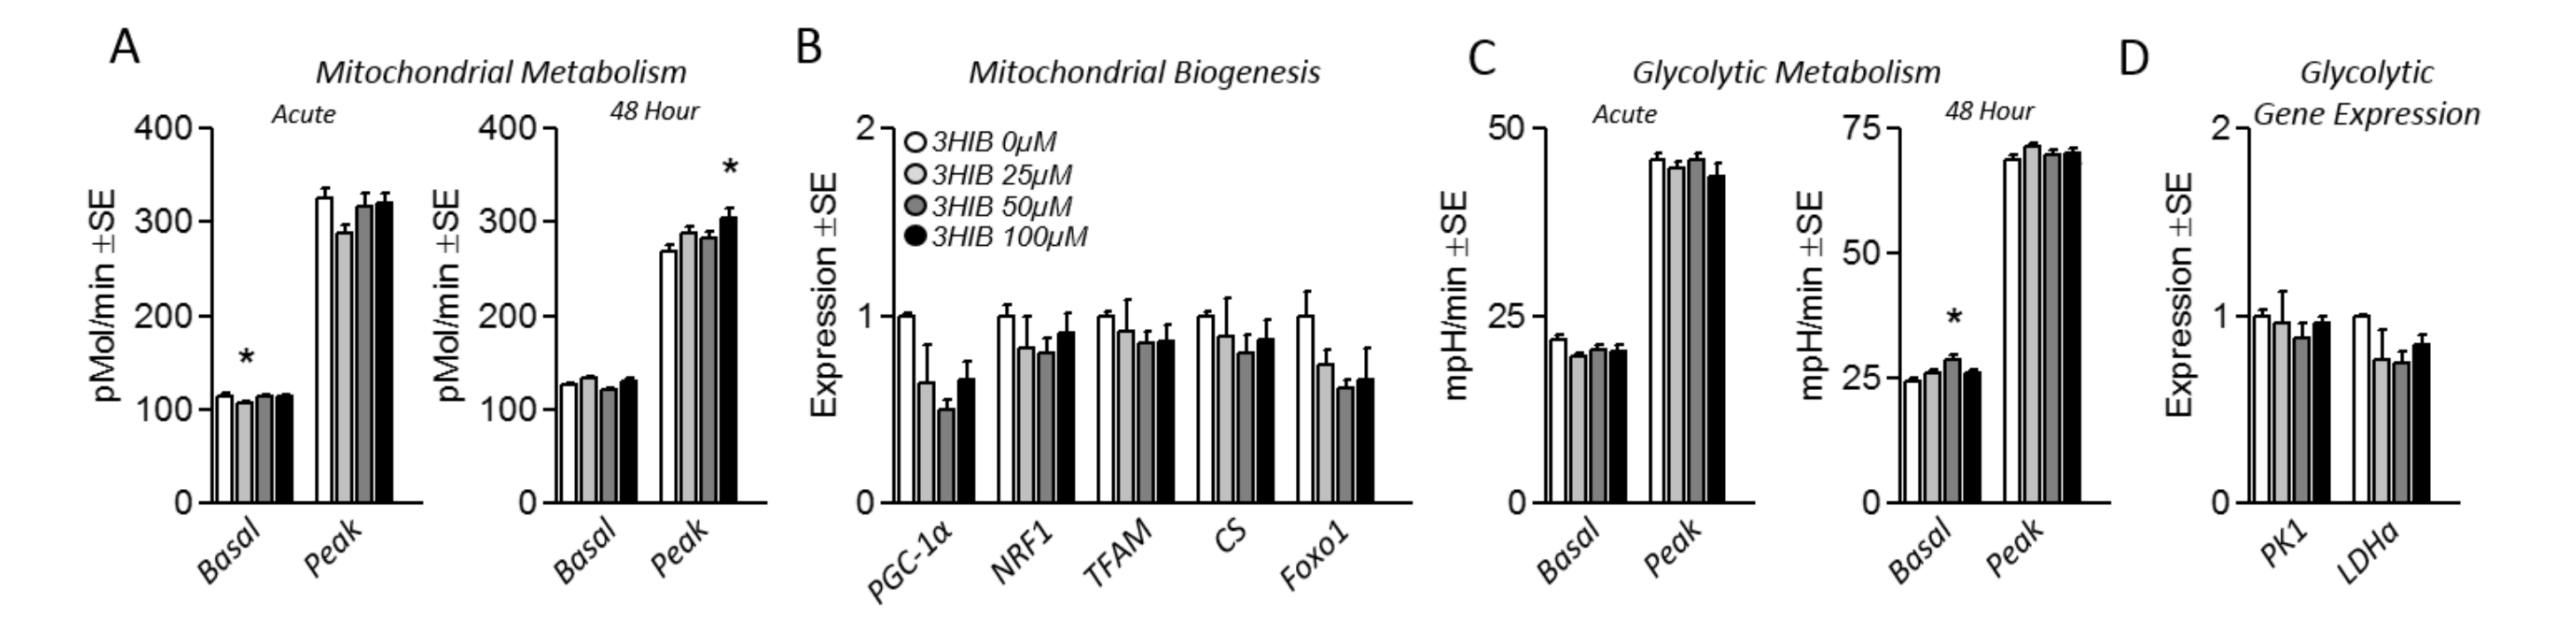 A
Mitochondrial Metabolism
Acute
400
300
200
100
0
pMol/min ±SE
*
Basal
Peak
48 Hour
400
300
200
100
0
pMol/min ±SE
*
Basal
Peak
B
Mitochondrial Biogenesis
2
1
0
Expression ±SE
3HIB 0µM
3HIB 25µM
3HIB 50µM
3HIB 100µM
PGC-1α
NRF1
TFAM
CS
Foxo1
C
Glycolytic Metabolism
Acute
50
25
0
mpH/min ±SE
Basal
Peak
48 Hour
75
50
25
0
mpH/min ±SE
*
Basal
Peak
D
Glycolytic
Gene Expression
2
1
0
Expression ±SE
PK1
LDHa